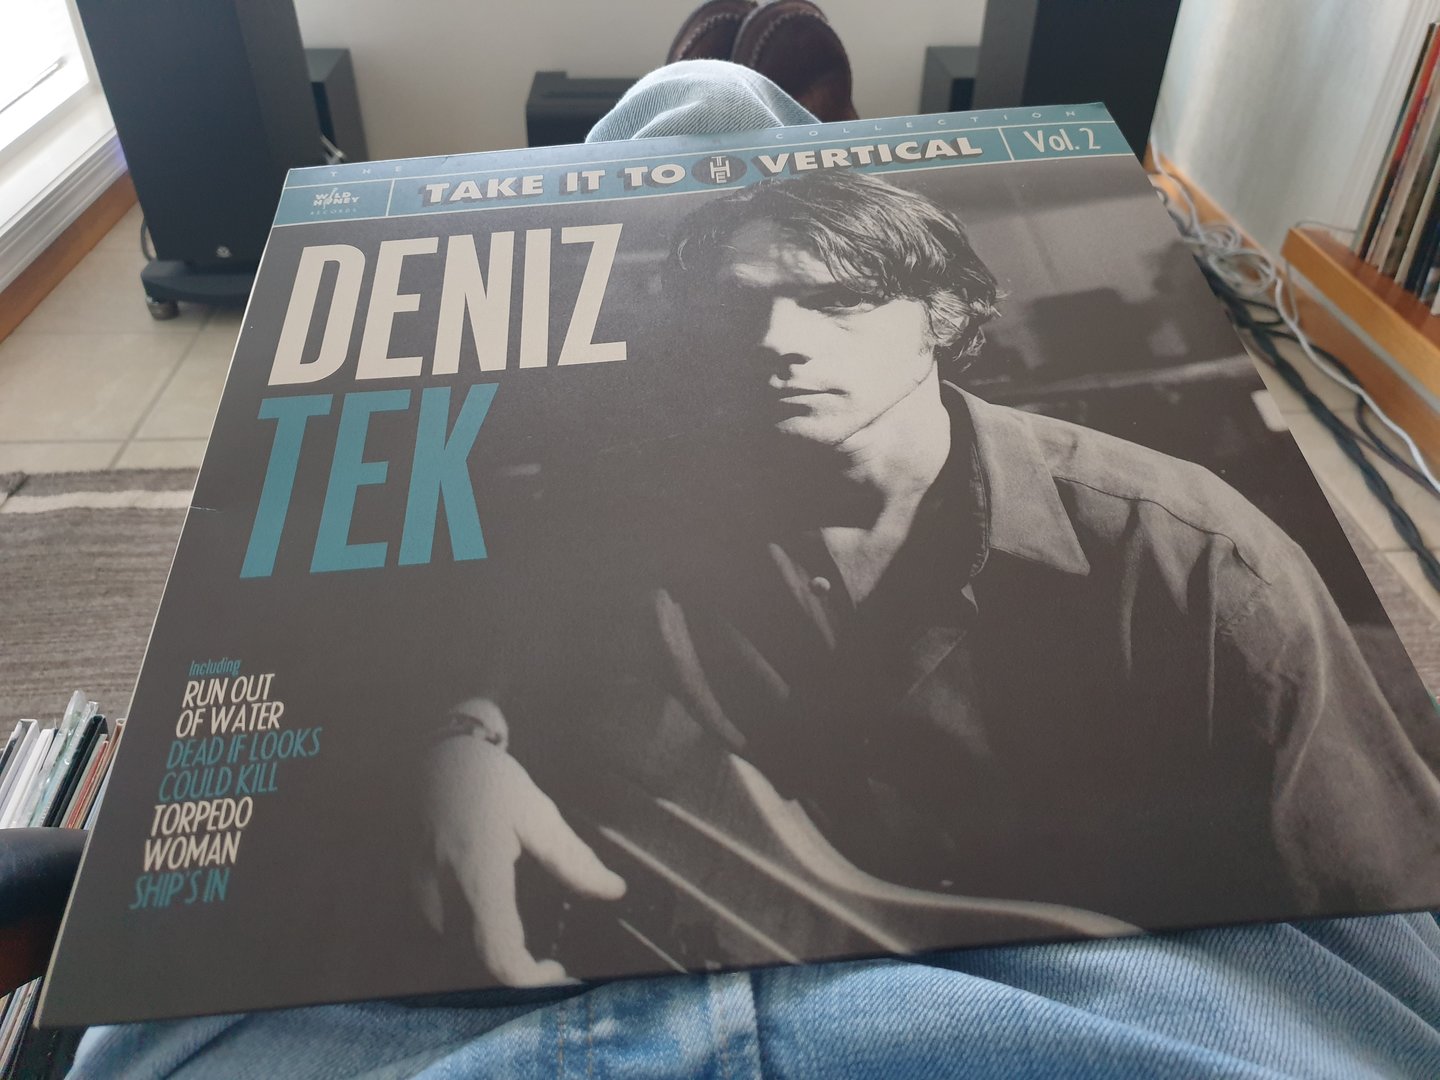 THE COLLECTION
WILD HONEY RECORDS
TAKE IT TO THE VERTICAL
Vol. 2
DENIZ
TEK
Including
RUN OUT
OF WATER
DEAD IF LOOKS
COULD KILL
TORPEDO
WOMAN
SHIP'S IN